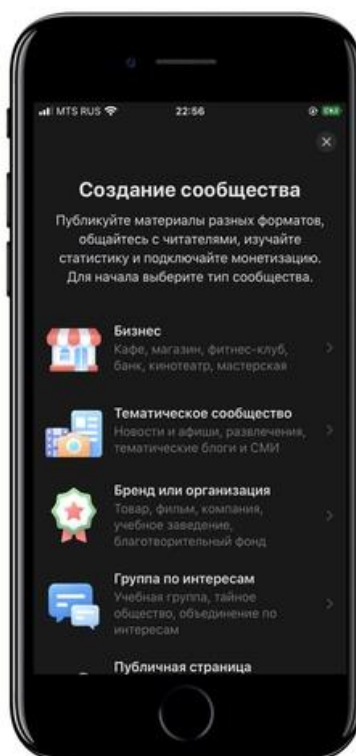 MTS RUS
22:56
Создание сообщества
Публикуйте материалы разных форматов,
общайтесь с читателями, изучайте
статистику и подключайте монетизацию.
Для начала выберите тип сообщества.
Бизнес
Кафе, магазин, фитнес-клуб,
банк, кинотеатр, мастерская
Тематическое сообщество
Новости и афиши, развлечения,
тематические блоги и СМИ
Бренд или организация
Товар, фильм, компания,
учебное заведение,
благотворительный фонд
Группа по интересам
Учебная группа, тайное
общество, объединение по
интересам
Публичная страница